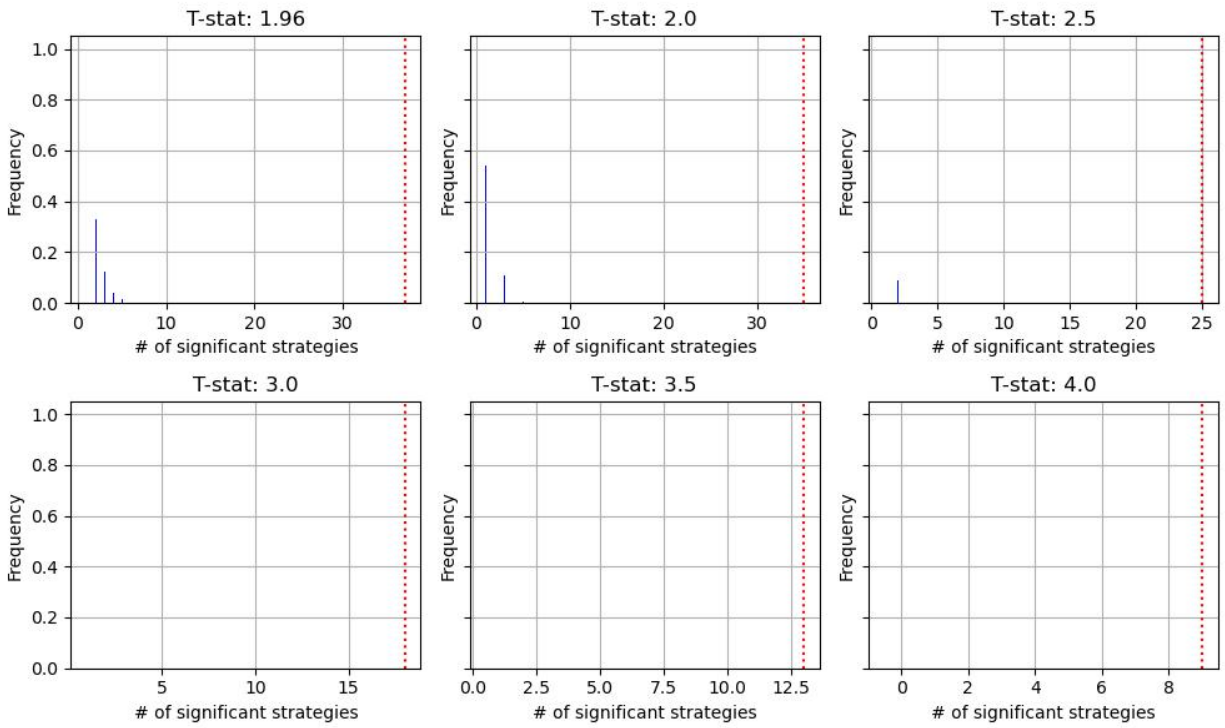 T-stat: 1.96
T-stat: 2.0
T-stat: 2.5
1.0
0.8
0.6
0.4
0.2
0.0
Frequency
Frequency
Frequency
0 10 20 30
0 10 20 30
0 5 10 15 20 25
# of significant strategies
# of significant strategies
# of significant strategies
T-stat: 3.0
T-stat: 3.5
T-stat: 4.0
1.0
0.8
0.6
0.4
0.2
0.0
Frequency
Frequency
Frequency
5 10 15
0.0 2.5 5.0 7.5 10.0 12.5
0 2 4 6 8
# of significant strategies
# of significant strategies
# of significant strategies